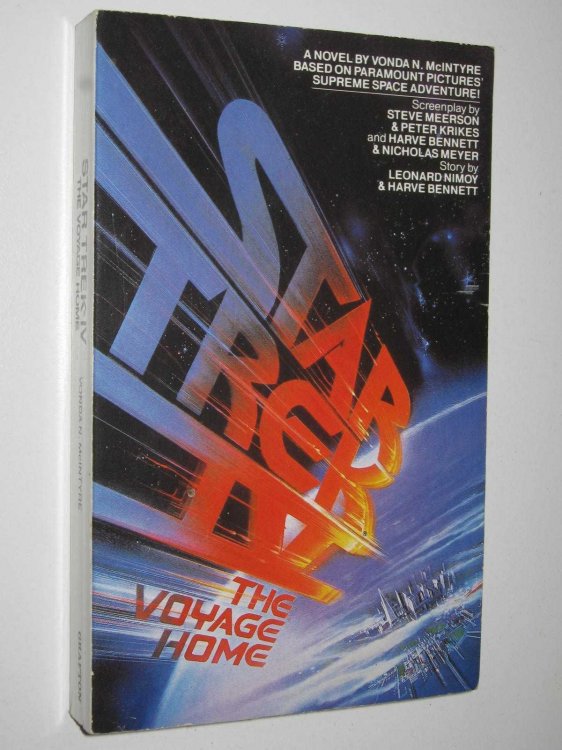 A NOVEL BY VONDA N. McINTYRE
BASED ON PARAMOUNT PICTURES'
SUPREME SPACE ADVENTURE!
Screenplay by
STEVE MEERSON
& PETER KRIKES
and HARVE BENNETT
& NICHOLAS MEYER
Story by
LEONARD NIMOY
& HARVE BENNETT
STAR
TREK
IV
THE
VOYAGE
HOME
STAR TREK IV
THE VOYAGE HOME
VONDA N. McINTYRE
GRAFTON